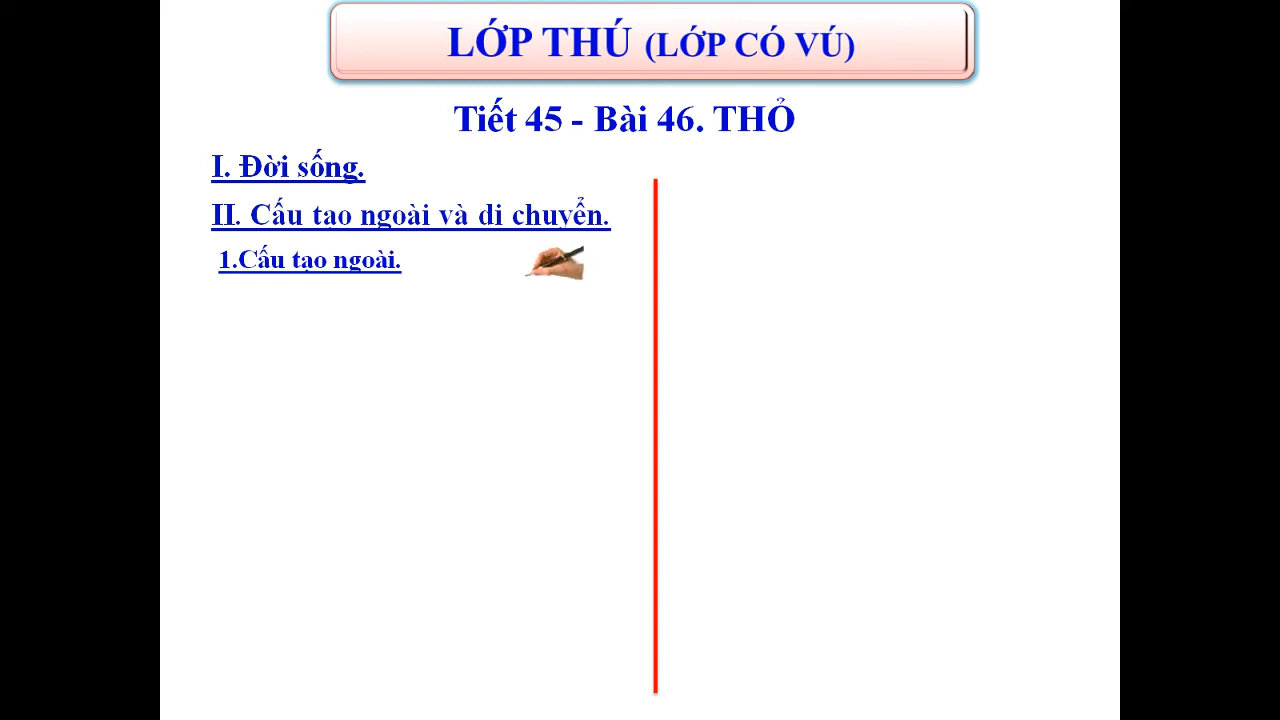 LỚP THÚ (LỚP CÓ VÚ)
Tiết 45 - Bài 46. THỎ
I. Đời sống.
II. Cấu tạo ngoài và di chuyển.
1.Cấu tạo ngoài.